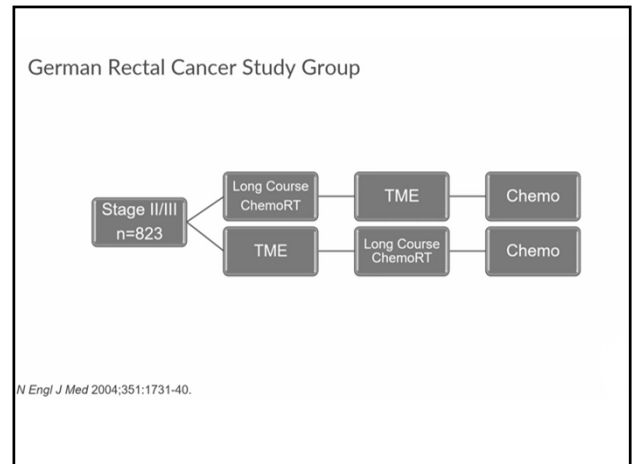 German Rectal Cancer Study Group
Stage II/III
n=823
Long Course
ChemoRT
TME
Chemo
TME
Long Course
ChemoRT
Chemo
N Engl J Med 2004;351:1731-40.